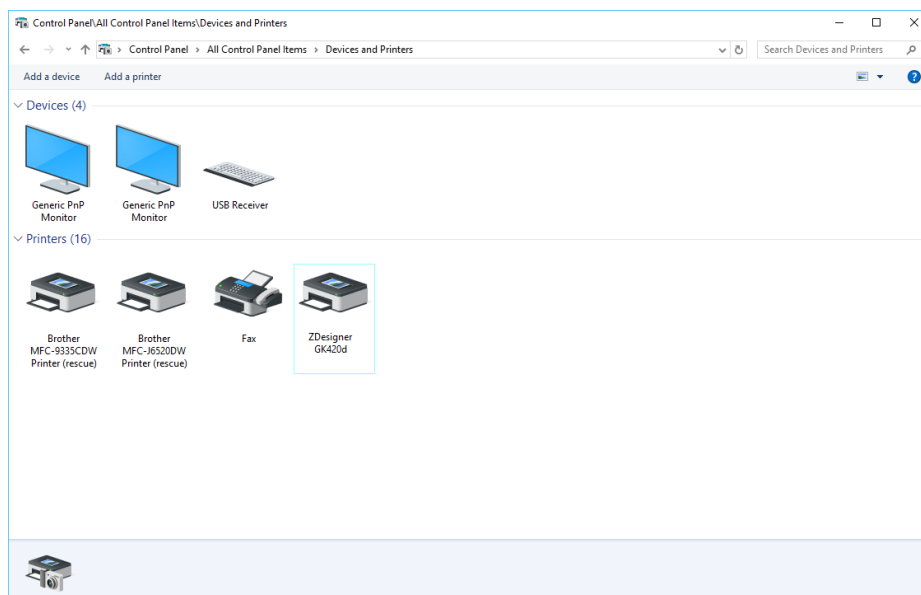 Control Panel\All Control Panel Items\Devices and Printers
Control Panel > All Control Panel Items > Devices and Printers
Search Devices and Printers
Add a device Add a printer
Devices (4)
Generic PnP
Monitor
Generic PnP
Monitor
USB Receiver
Printers (16)
Brother
MFC-9335CDW
Printer (rescue)
Brother
MFC-J6520DW
Printer (rescue)
Fax
ZDesigner
GK420d